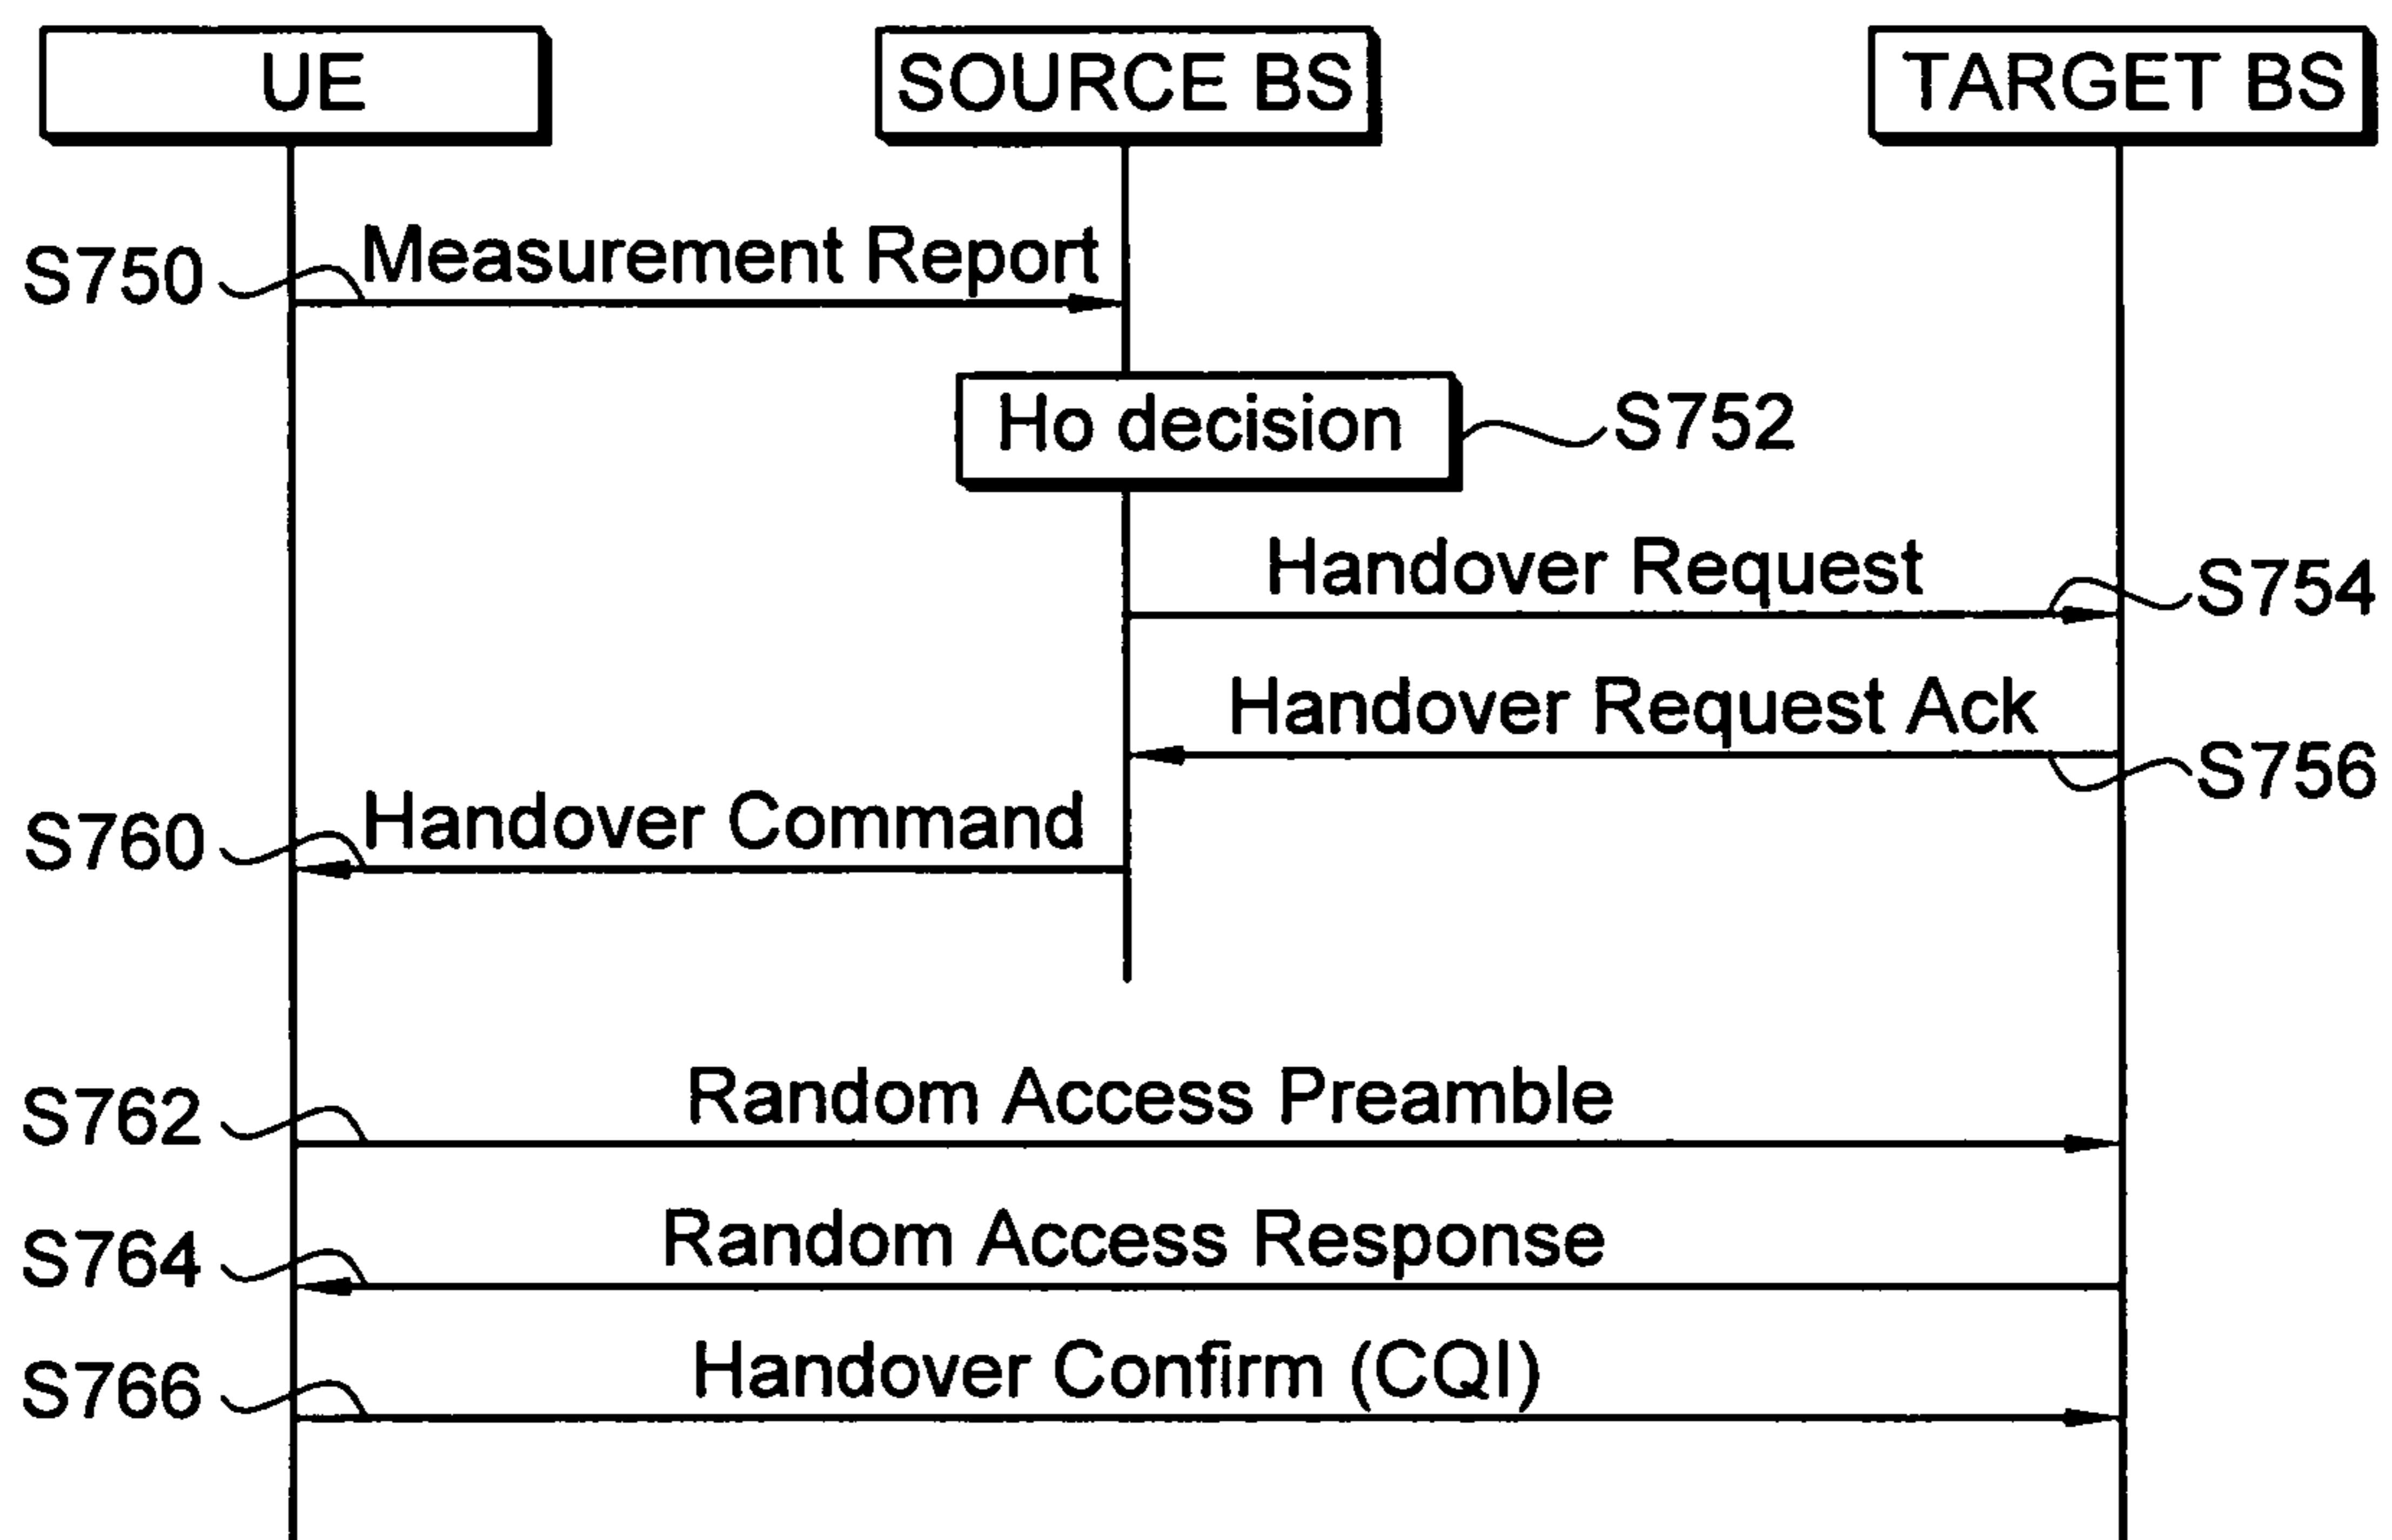 UE
SOURCE BS
TARGET BS
S750
Measurement Report
Ho decision
S752
Handover Request
S754
Handover Request Ack
S756
S760
Handover Command
S762
Random Access Preamble
S764
Random Access Response
S766
Handover Confirm (CQI)